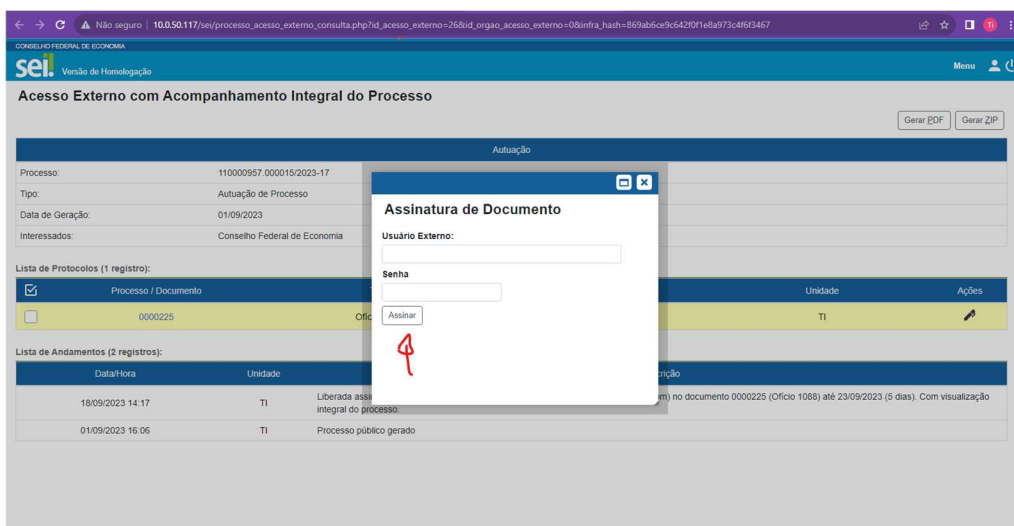 Não seguro | 10.0.50.117/sei/processo_acesso_externo_consulta.php?id_acesso_externo=26&id_orgao_acesso_externo=0&infra_hash=869ab6ce9c642f0f1e8a973c4f6f3467
Ti
CONSELHO FEDERAL DE ECONOMIA
sei! Versão de Homologação
Menu
Acesso Externo com Acompanhamento Integral do Processo
Gerar PDF Gerar ZIP
Autuação
Processo: 110000957.000015/2023-17
Tipo: Autuação de Processo
Data de Geração: 01/09/2023
Interessados: Conselho Federal de Economia
Assinatura de Documento
Usuário Externo:
Senha
Assinar
Lista de Protocolos (1 registro):
Processo / Documento Unidade Ações
0000225 Ofíc TI
Lista de Andamentos (2 registros):
Data/Hora Unidade crição
18/09/2023 14:17 TI Liberada assi m) no documento 0000225 (Ofício 1088) até 23/09/2023 (5 dias). Com visualização
integral do processo.
01/09/2023 16:06 TI Processo público gerado